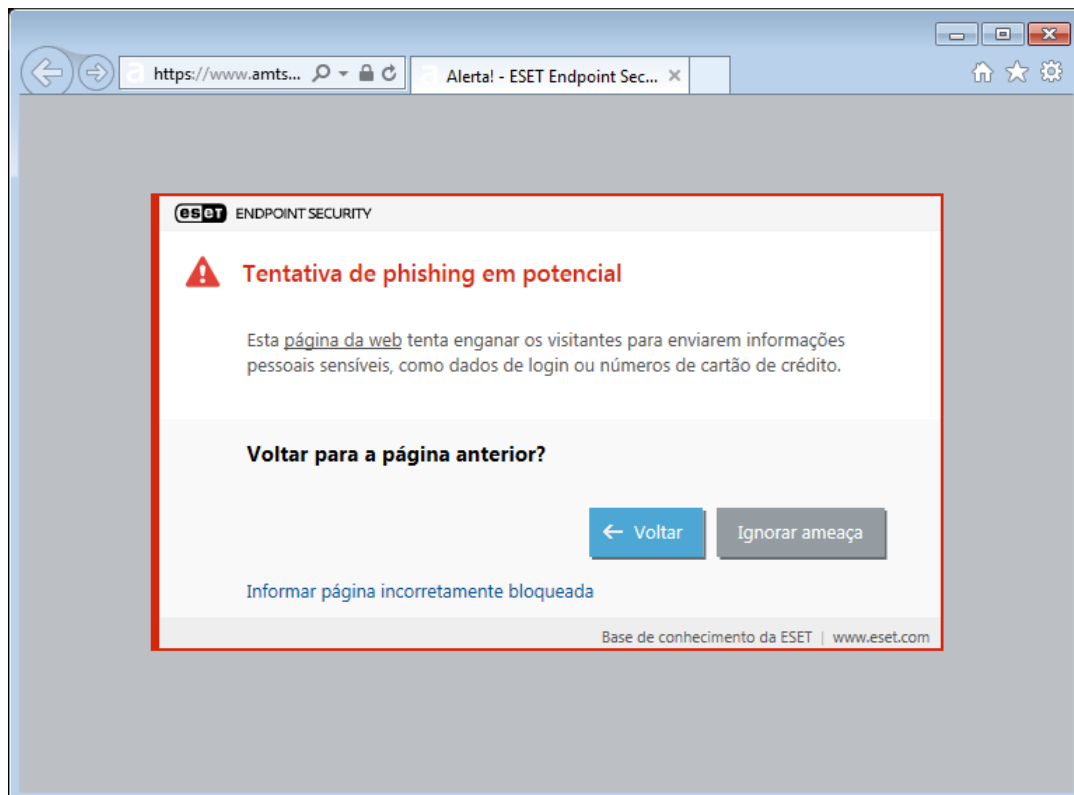 https://www.amts...
Alerta! - ESET Endpoint Sec...
eset ENDPOINT SECURITY
Tentativa de phishing em potencial
Esta página da web tenta enganar os visitantes para enviarem informações
pessoais sensíveis, como dados de login ou números de cartão de crédito.
Voltar para a página anterior?
← Voltar
Ignorar ameaça
Informar página incorretamente bloqueada
Base de conhecimento da ESET | www.eset.com